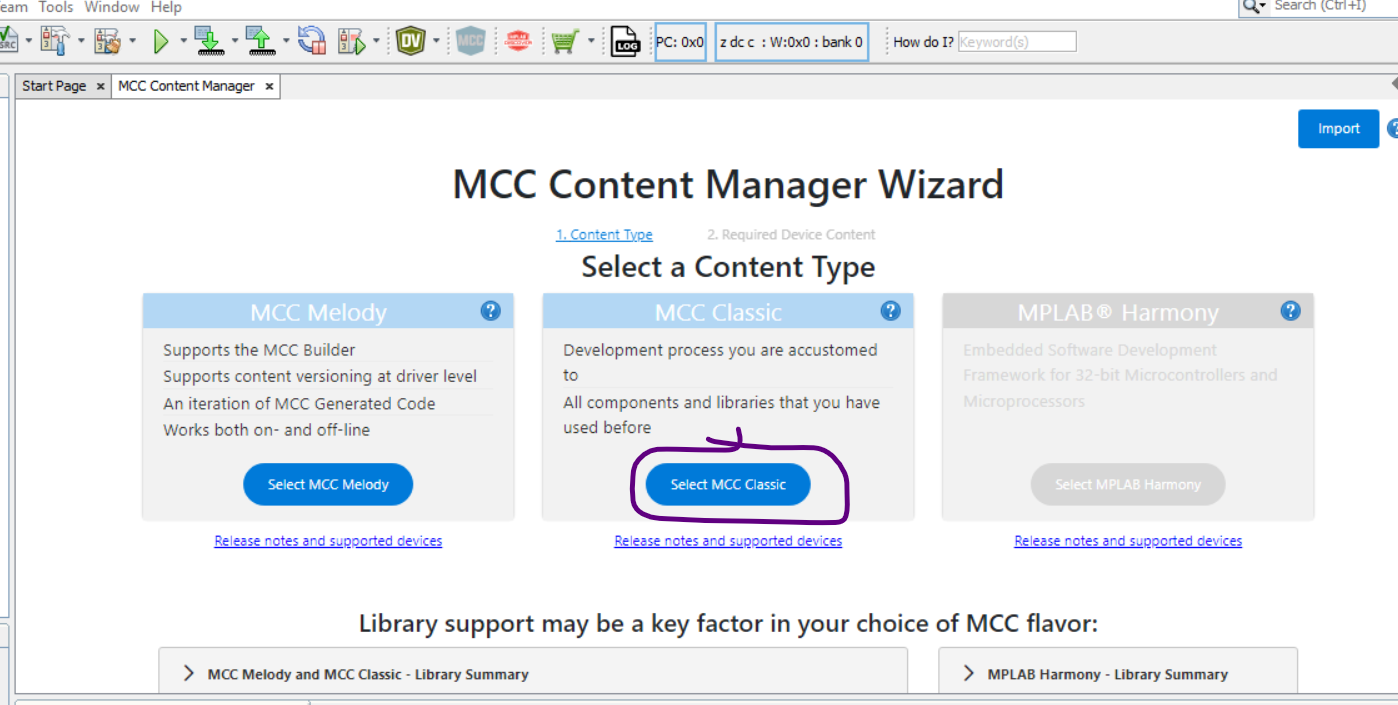 Team Tools Window Help
Search (Ctrl+I)
SRC
DV
MCC
LOG
PC: 0x0
z dc c : W:0x0 : bank 0
How do I? Keyword(s)
Start Page × MCC Content Manager ×
Import
MCC Content Manager Wizard
1. Content Type 2. Required Device Content
Select a Content Type
MCC Melody
Supports the MCC Builder
Supports content versioning at driver level
An iteration of MCC Generated Code
Works both on- and off-line
Select MCC Melody
Release notes and supported devices
MCC Classic
Development process you are accustomed
to
All components and libraries that you have
used before
Select MCC Classic
Release notes and supported devices
MPLAB® Harmony
Embedded Software Development
Framework for 32-bit Microcontrollers and
Microprocessors
Select MPLAB Harmony
Release notes and supported devices
Library support may be a key factor in your choice of MCC flavor:
MCC Melody and MCC Classic - Library Summary
MPLAB Harmony - Library Summary